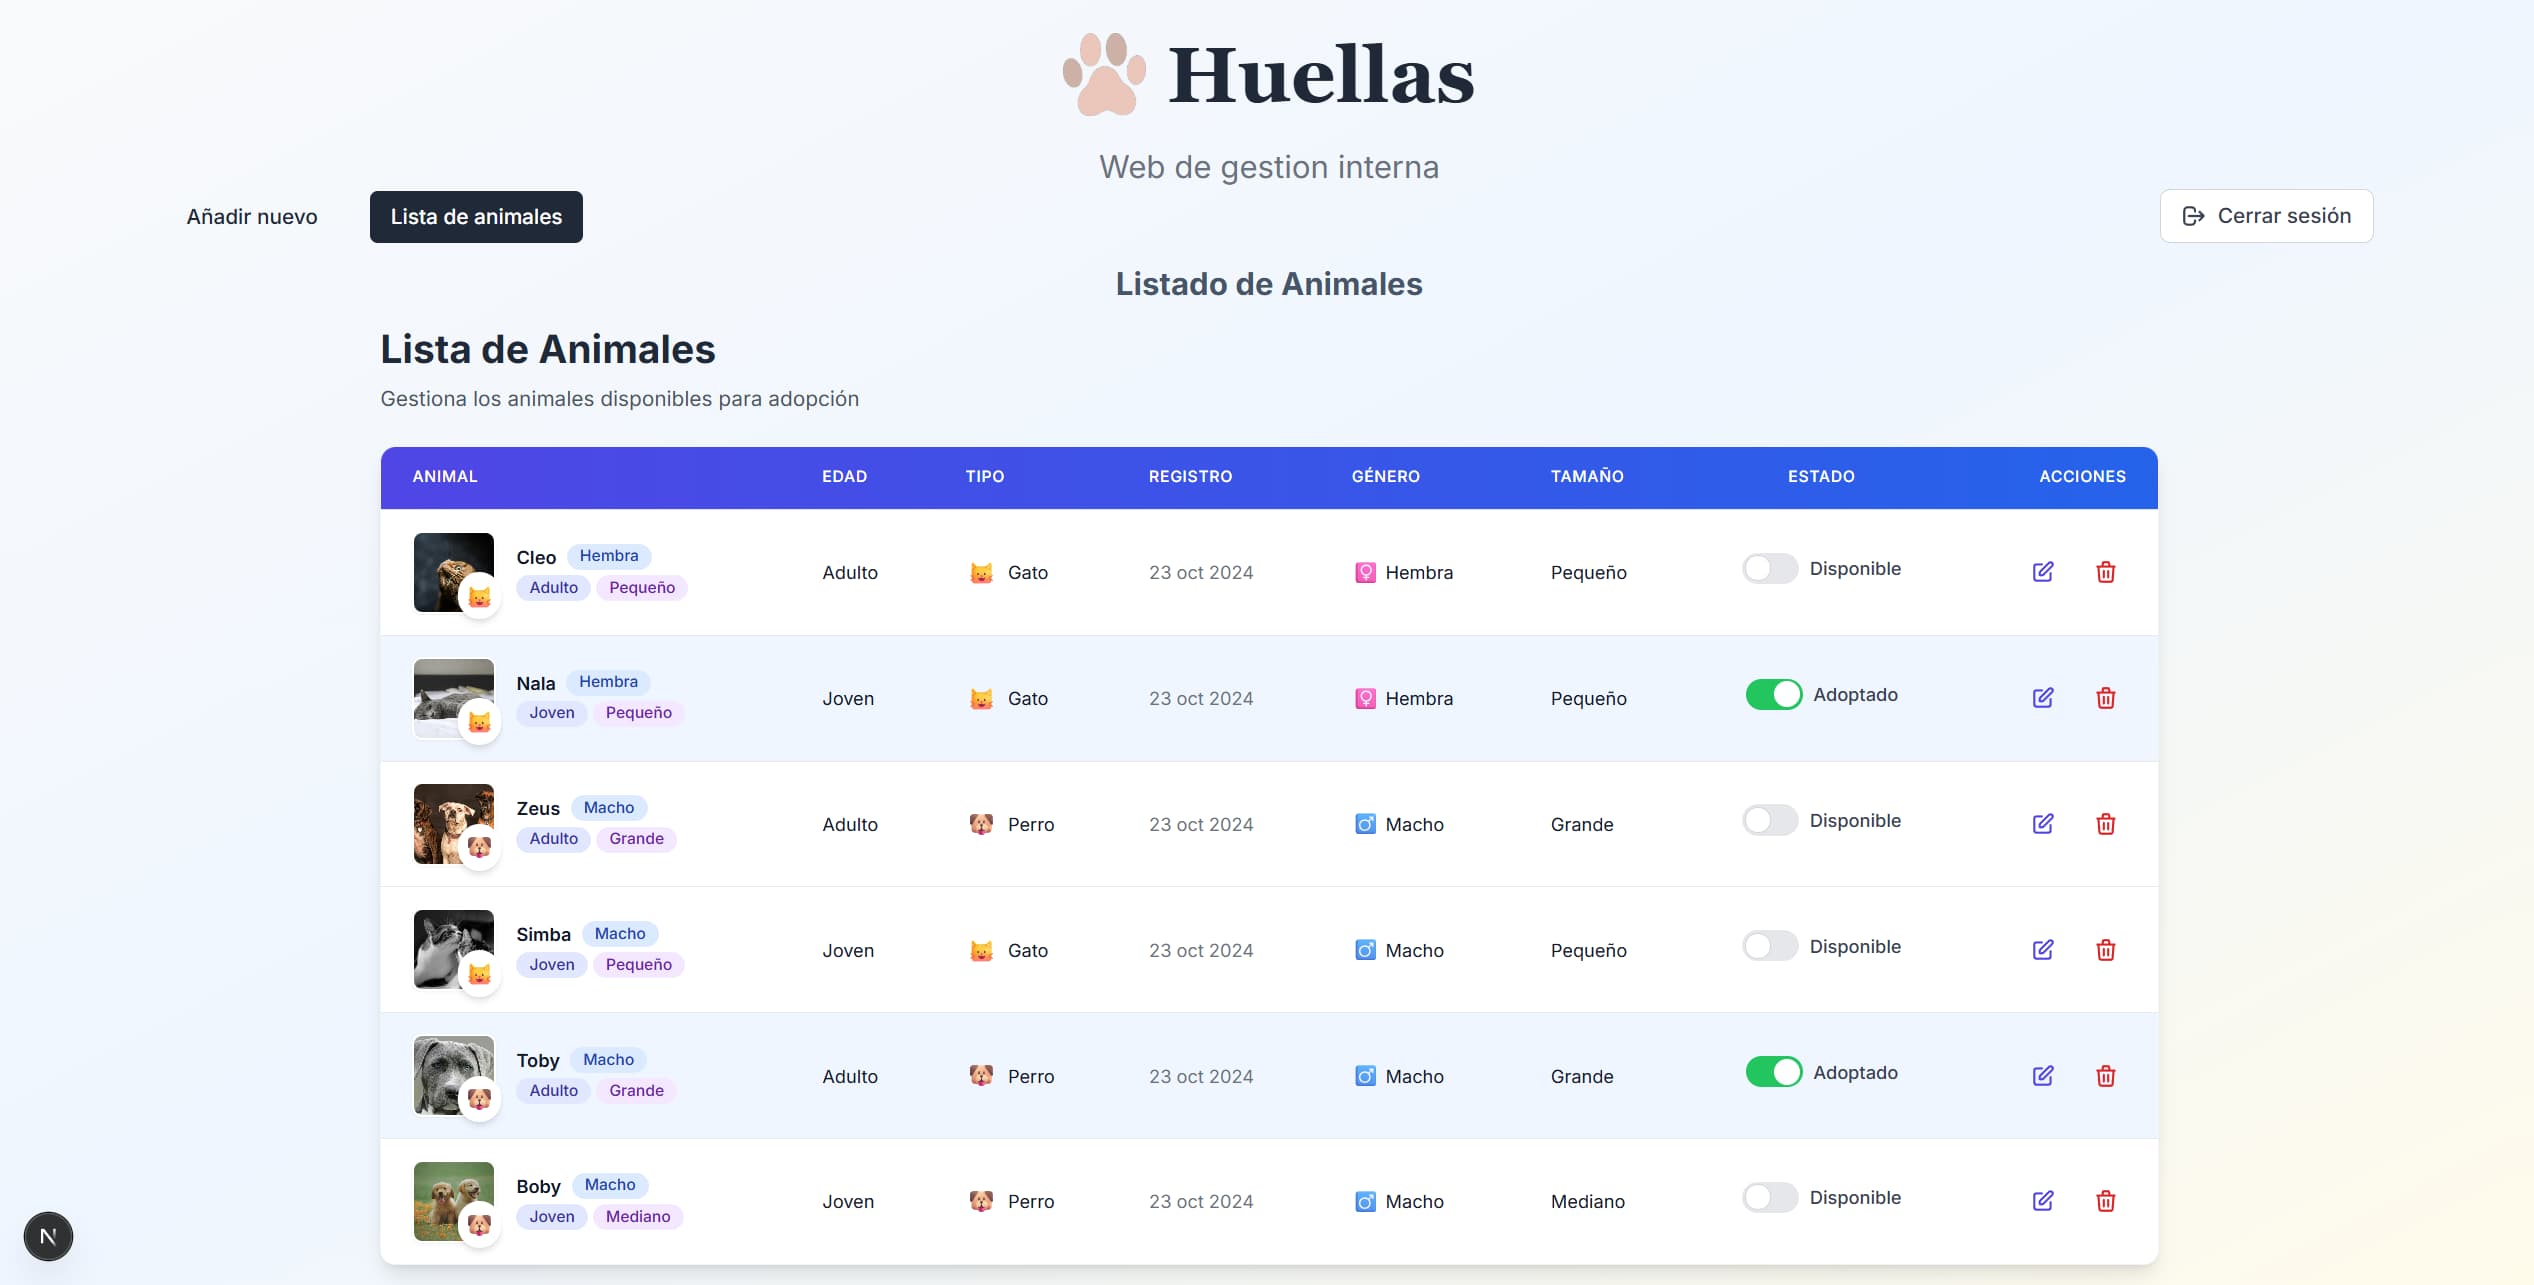 Huellas
Web de gestion interna
Añadir nuevo Lista de animales Cerrar sesión
Listado de Animales
Lista de Animales
Gestiona los animales disponibles para adopción
ANIMAL EDAD TIPO REGISTRO GÉNERO TAMAÑO ESTADO ACCIONES
Cleo Hembra
Adulto Pequeño
Adulto Gato 23 oct 2024 Hembra Pequeño Disponible
Nala Hembra
Joven Pequeño
Joven Gato 23 oct 2024 Hembra Pequeño Adoptado
Zeus Macho
Adulto Grande
Adulto Perro 23 oct 2024 Macho Grande Disponible
Simba Macho
Joven Pequeño
Joven Gato 23 oct 2024 Macho Pequeño Disponible
Toby Macho
Adulto Grande
Adulto Perro 23 oct 2024 Macho Grande Adoptado
Boby Macho
Joven Mediano
Joven Perro 23 oct 2024 Macho Mediano Disponible
N